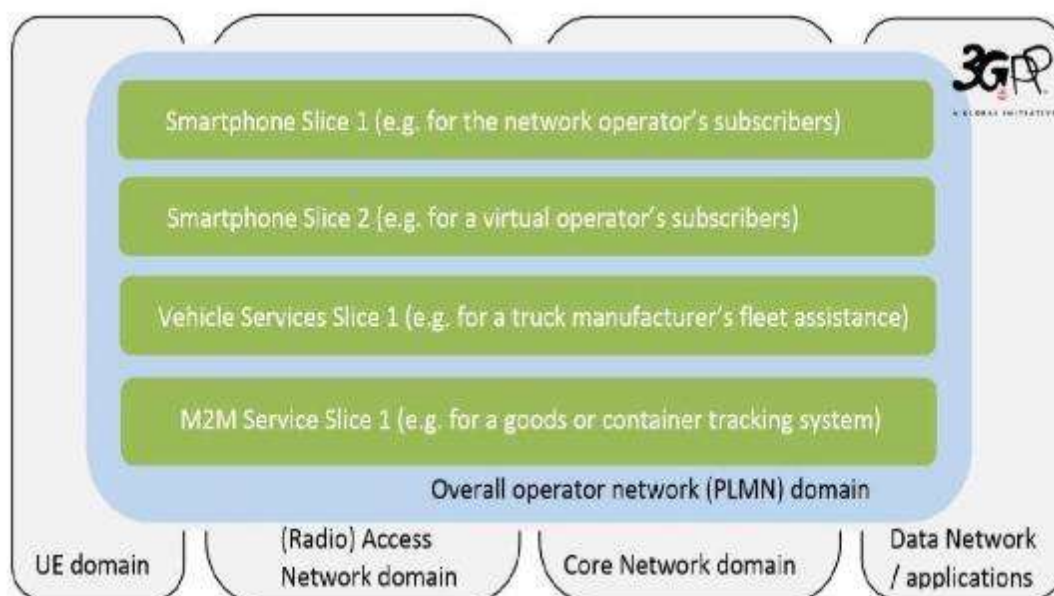 3GPP
A GLOBAL INITIATIVE
Smartphone Slice 1 (e.g. for the network operator's subscribers)
Smartphone Slice 2 (e.g. for a virtual operator's subscribers)
Vehicle Services Slice 1 (e.g. for a truck manufacturer's fleet assistance)
M2M Service Slice 1 (e.g. for a goods or container tracking system)
Overall operator network (PLMN) domain
UE domain
(Radio) Access
Network domain
Core Network domain
Data Network
/ applications